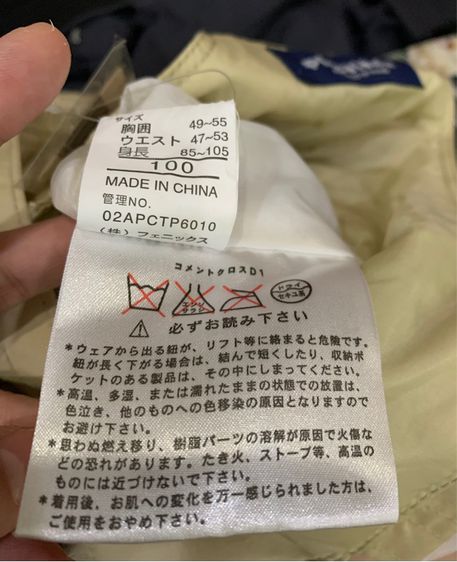 サイズ
胸囲 49~55
ウエスト 47~53
身長 85~105
100
MADE IN CHINA
管理NO.
02APCTP6010
(株)フェニックス
コメントクロスD1
エンソ
サラシ
ドライ
セキユ系
必ずお読み下さい
*ウェアから出る紐が、リフト等に絡まると危険です。
紐が長く下がる場合は、結んで短くしたり、収納ポ
ケットのある製品は、その中にしまってください。
*高温、多湿、または濡れたままの状態での放置は、
色泣き、他のものへの色移染の原因となりますので
お避け下さい。
*思わぬ燃え移り、樹脂パーツの溶解が原因で火傷な
どの恐れがあります。たき火、ストーブ等、高温の
ものには近づけないで下さい。
*着用後、お肌への変化を万一感じられました方は、
ご使用をおやめ下さい。